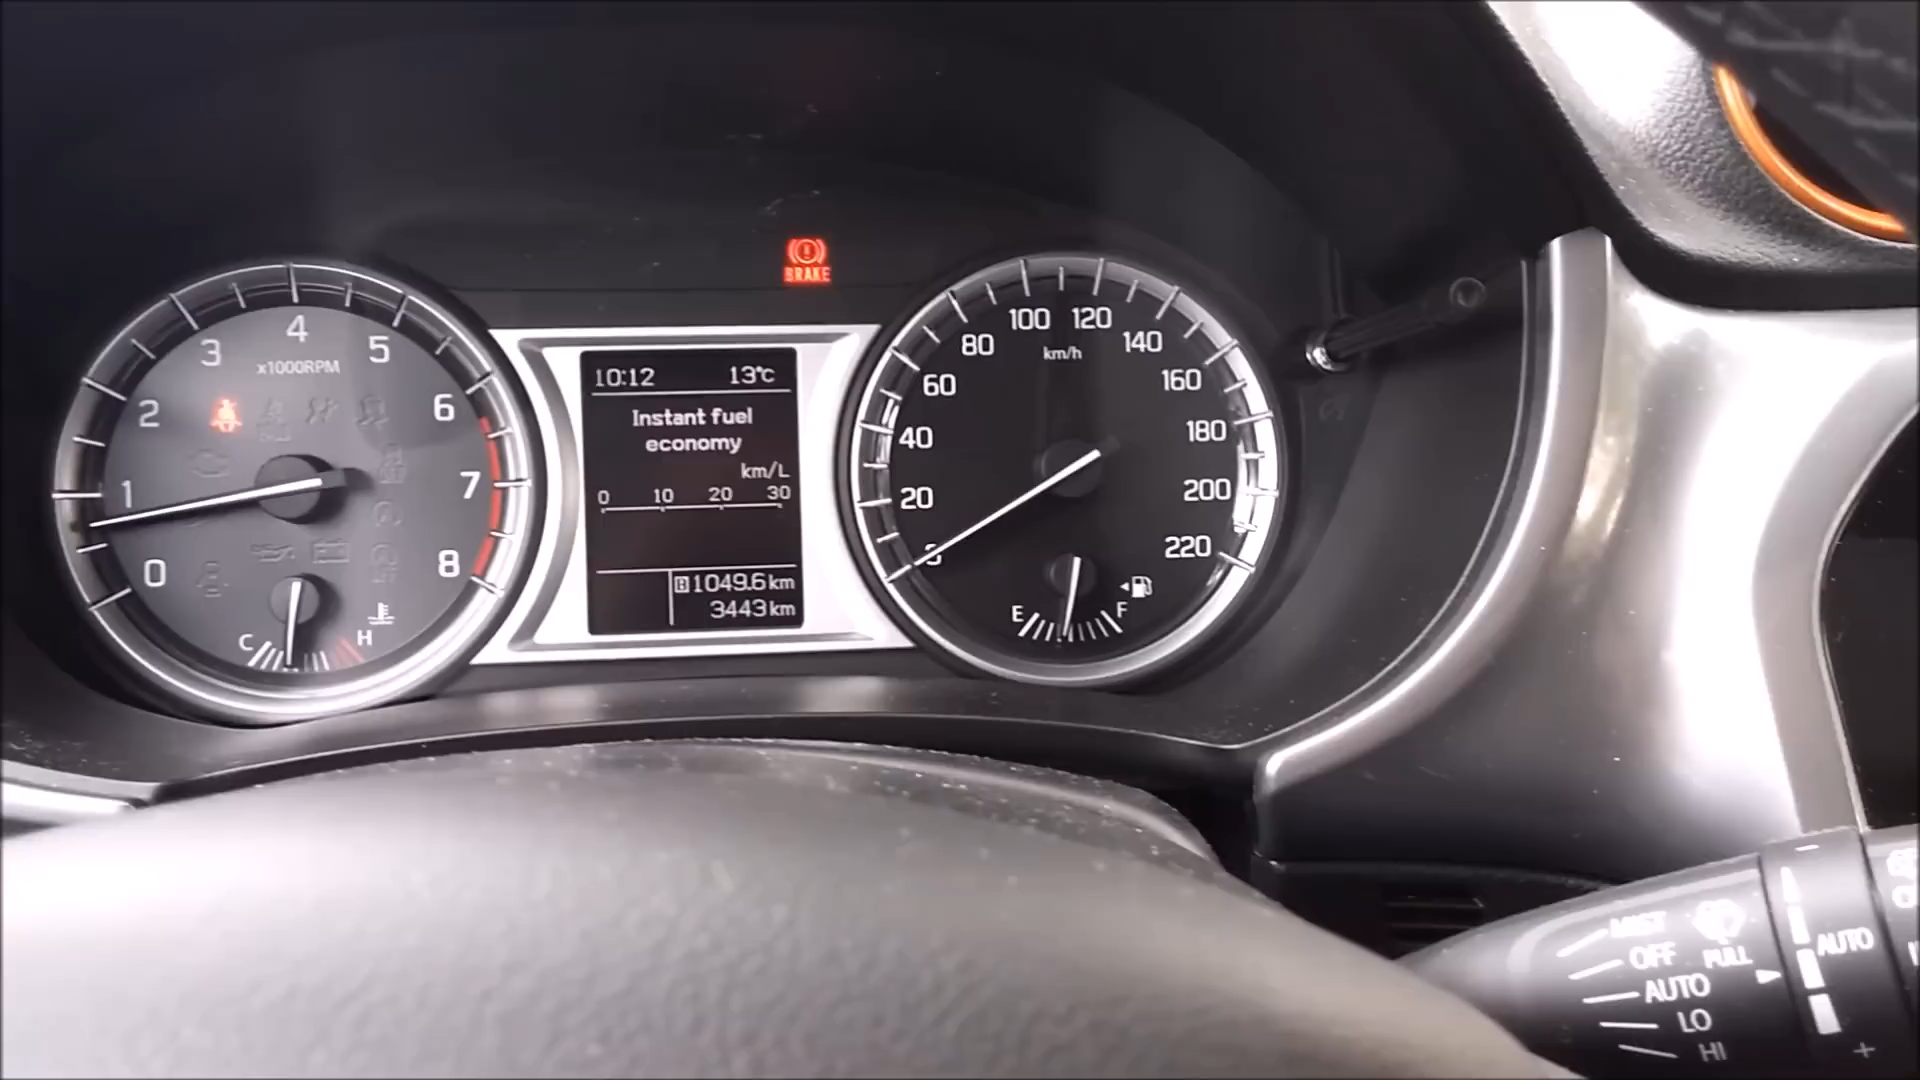 BRAKE
4
3
5
x1000RPM
2
6
1
7
0
8
C
H
10:12 13°C
Instant fuel
economy
km/L
0 10 20 30
B 1049.6 km
3443 km
100 120
80 140
km/h
60 160
40 180
20 200
0 220
E F
MIST
OFF PULL
AUTO
AUTO
LO
HI
+